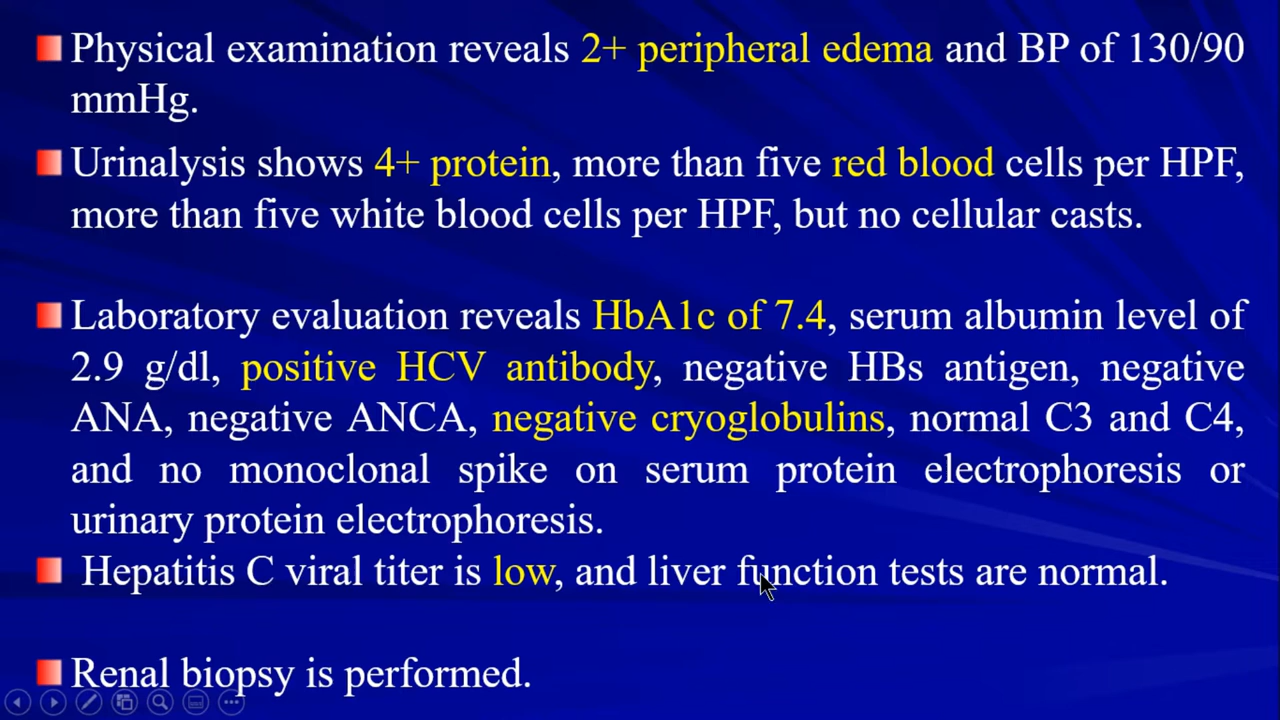 Physical examination reveals 2+ peripheral edema and BP of 130/90
mmHg.
Urinalysis shows 4+ protein, more than five red blood cells per HPF,
more than five white blood cells per HPF, but no cellular casts.
Laboratory evaluation reveals HbA1c of 7.4, serum albumin level of
2.9 g/dl, positive HCV antibody, negative HBs antigen, negative
ANA, negative ANCA, negative cryoglobulins, normal C3 and C4,
and no monoclonal spike on serum protein electrophoresis or
urinary protein electrophoresis.
Hepatitis C viral titer is low, and liver function tests are normal.
Renal biopsy is performed.